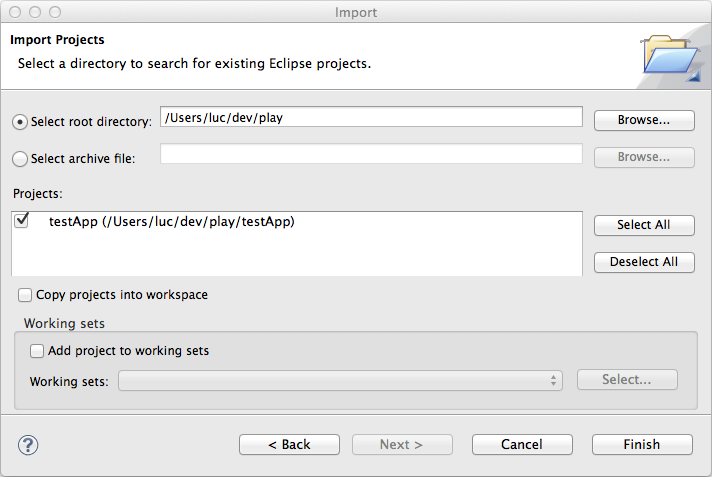 Import
Import Projects
Select a directory to search for existing Eclipse projects.
Select root directory: /Users/luc/dev/play Browse...
Select archive file: Browse...
Projects:
testApp (/Users/luc/dev/play/testApp)
Select All
Deselect All
Copy projects into workspace
Working sets
Add project to working sets
Working sets: Select...
? < Back Next > Cancel Finish